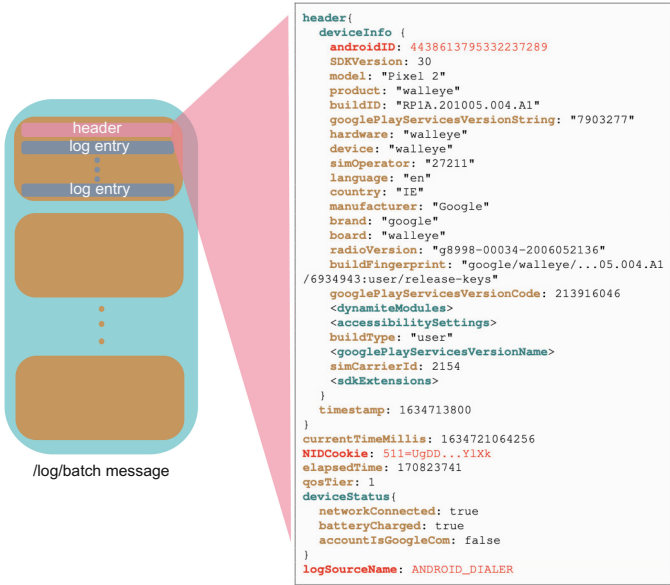 header
log entry
log entry
/log/batch message
header{
deviceInfo {
androidID: 4438613795332237289
SDKVersion: 30
model: "Pixel 2"
product: "walleye"
buildID: "RP1A.201005.004.A1"
googlePlayServicesVersionString: "7903277"
hardware: "walleye"
device: "walleye"
simOperator: "27211"
language: "en"
country: "IE"
manufacturer: "Google"
brand: "google"
board: "walleye"
radioVersion: "g8998-00034-2006052136"
buildFingerprint: "google/walleye/...05.004.A1
/6934943:user/release-keys"
googlePlayServicesVersionCode: 213916046
<dynamiteModules>
<accessibilitySettings>
buildType: "user"
<googlePlayServicesVersionName>
simCarrierId: 2154
<sdkExtensions>
}
timestamp: 1634713800
}
currentTimeMillis: 1634721064256
NIDCookie: 511=UgDD...YlXk
elapsedTime: 170823741
qosTier: 1
deviceStatus{
networkConnected: true
batteryCharged: true
accountIsGoogleCom: false
}
logSourceName: ANDROID_DIALER